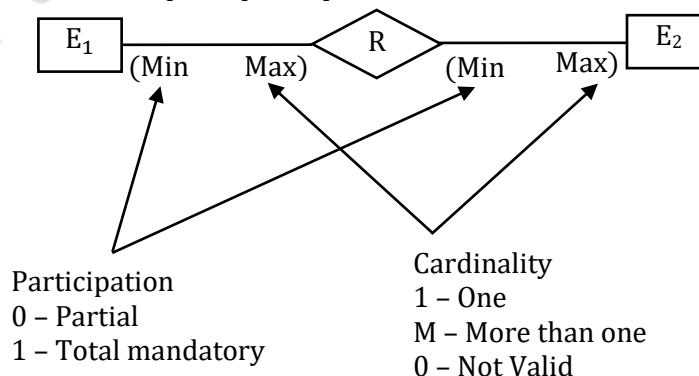 E₁ R E₂
(Min Max) (Min Max)
Participation
0 – Partial
1 – Total mandatory
Cardinality
1 – One
M – More than one
0 – Not Valid